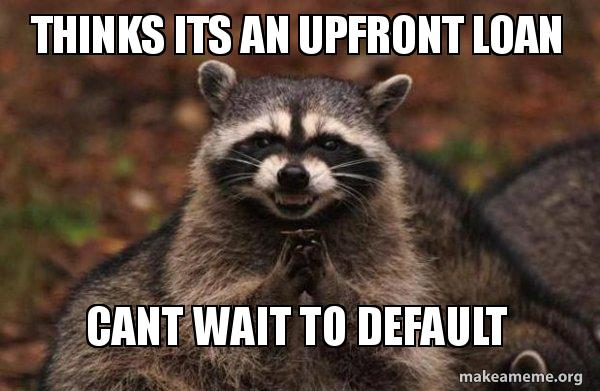 THINKS ITS AN UPFRONT LOAN
CANT WAIT TO DEFAULT
makeameme.org